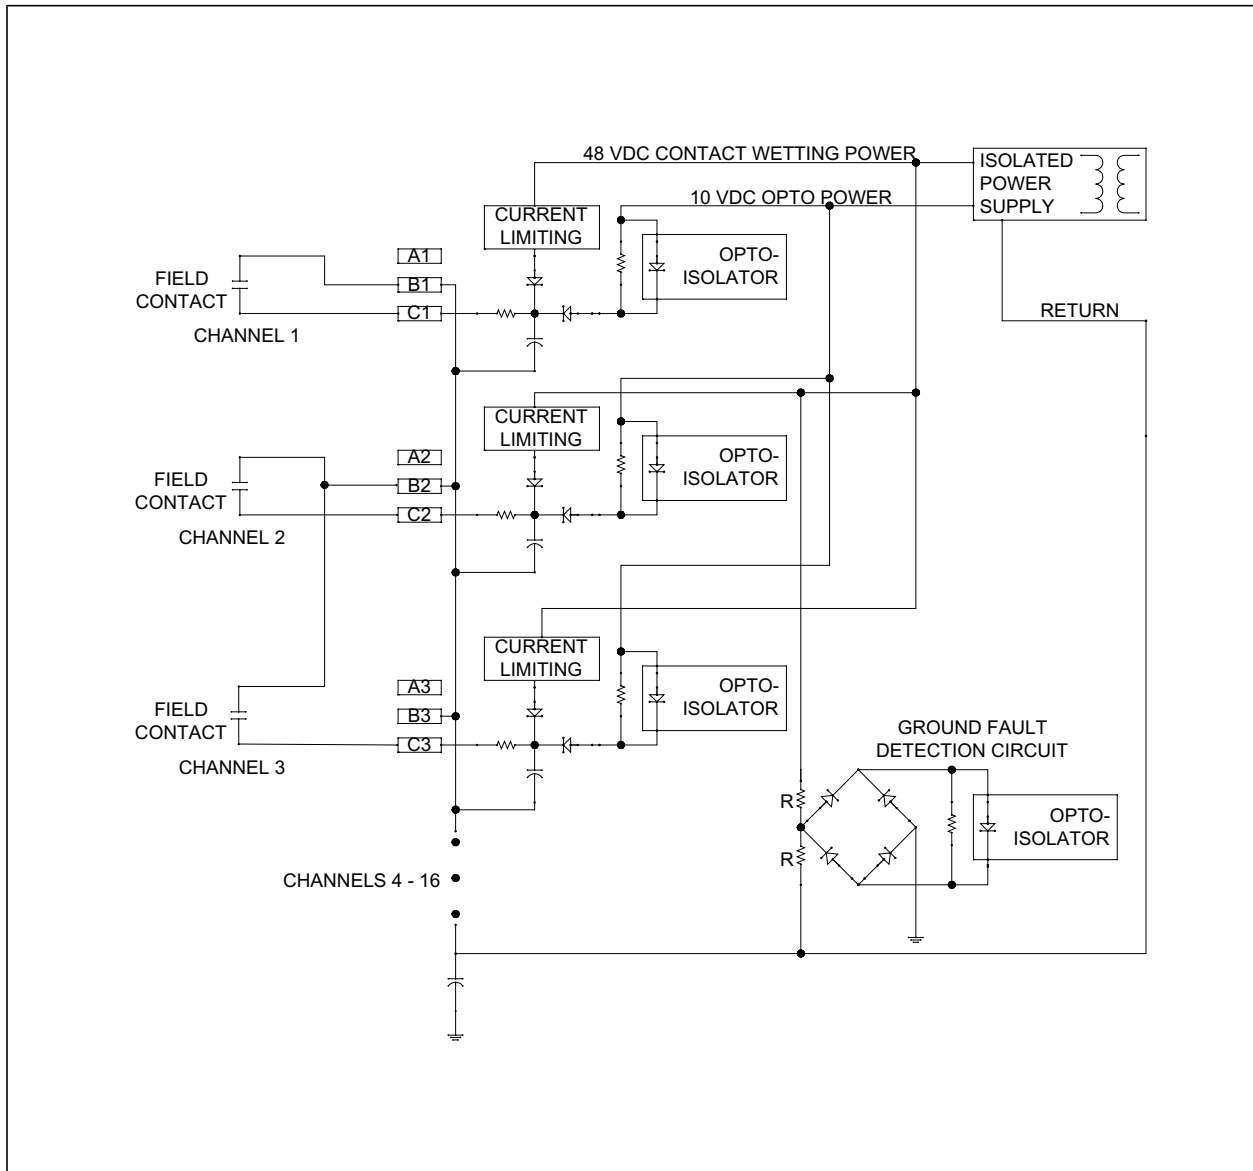 48 VDC CONTACT WETTING POWER
ISOLATED
POWER
SUPPLY
10 VDC OPTO POWER
CURRENT
LIMITING
OPTO-
ISOLATOR
A1
B1
C1
FIELD
CONTACT
CHANNEL 1
RETURN
CURRENT
LIMITING
OPTO-
ISOLATOR
A2
B2
C2
FIELD
CONTACT
CHANNEL 2
CURRENT
LIMITING
OPTO-
ISOLATOR
A3
B3
C3
FIELD
CONTACT
CHANNEL 3
GROUND FAULT
DETECTION CIRCUIT
R
R
OPTO-
ISOLATOR
CHANNELS 4 - 16